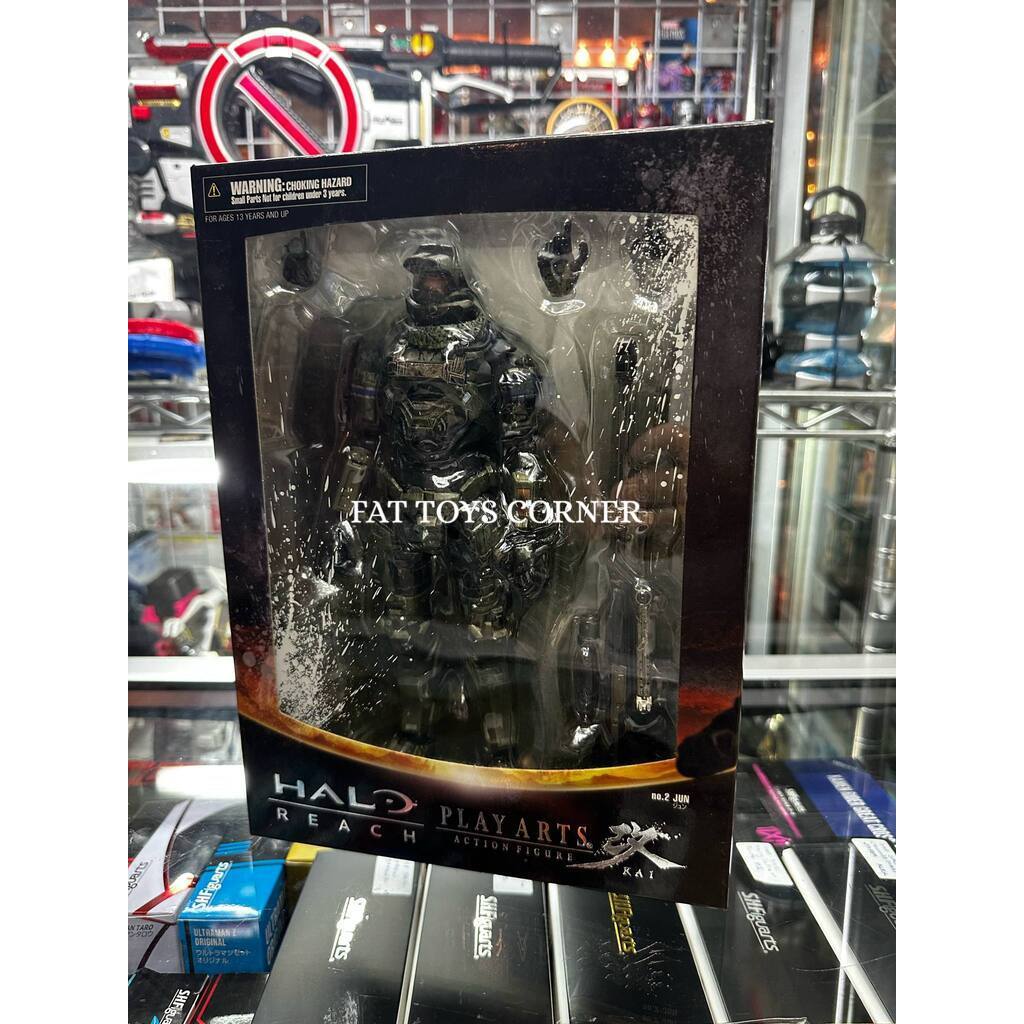 WARNING: CHOKING HAZARD
Small Parts Not for children under 3 years.
FOR AGES 13 YEARS AND UP
FAT TOYS CORNER
no.2 JUN
ジュン
HALO
REACH
PLAY ARTS
ACTION FIGURE
改
KAI
S.H.Figuarts
ULTRAMAN Z
ORIGINAL
ウルトラマンゼット
オリジナル
S.H.Figuarts
S.H.Figuarts
S.H.Figuarts
S.H.Figuarts
S.H.Figuarts